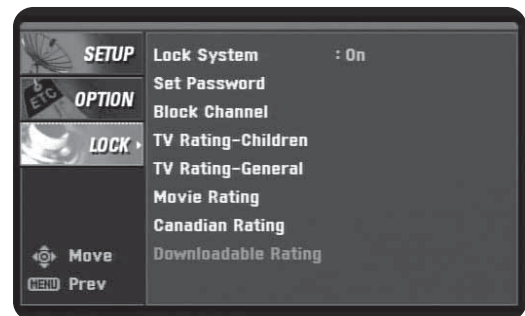 SETUP
ETC OPTION
LOCK
Lock System : On
Set Password
Block Channel
TV Rating-Children
TV Rating-General
Movie Rating
Canadian Rating
Downloadable Rating
Move
MENU Prev